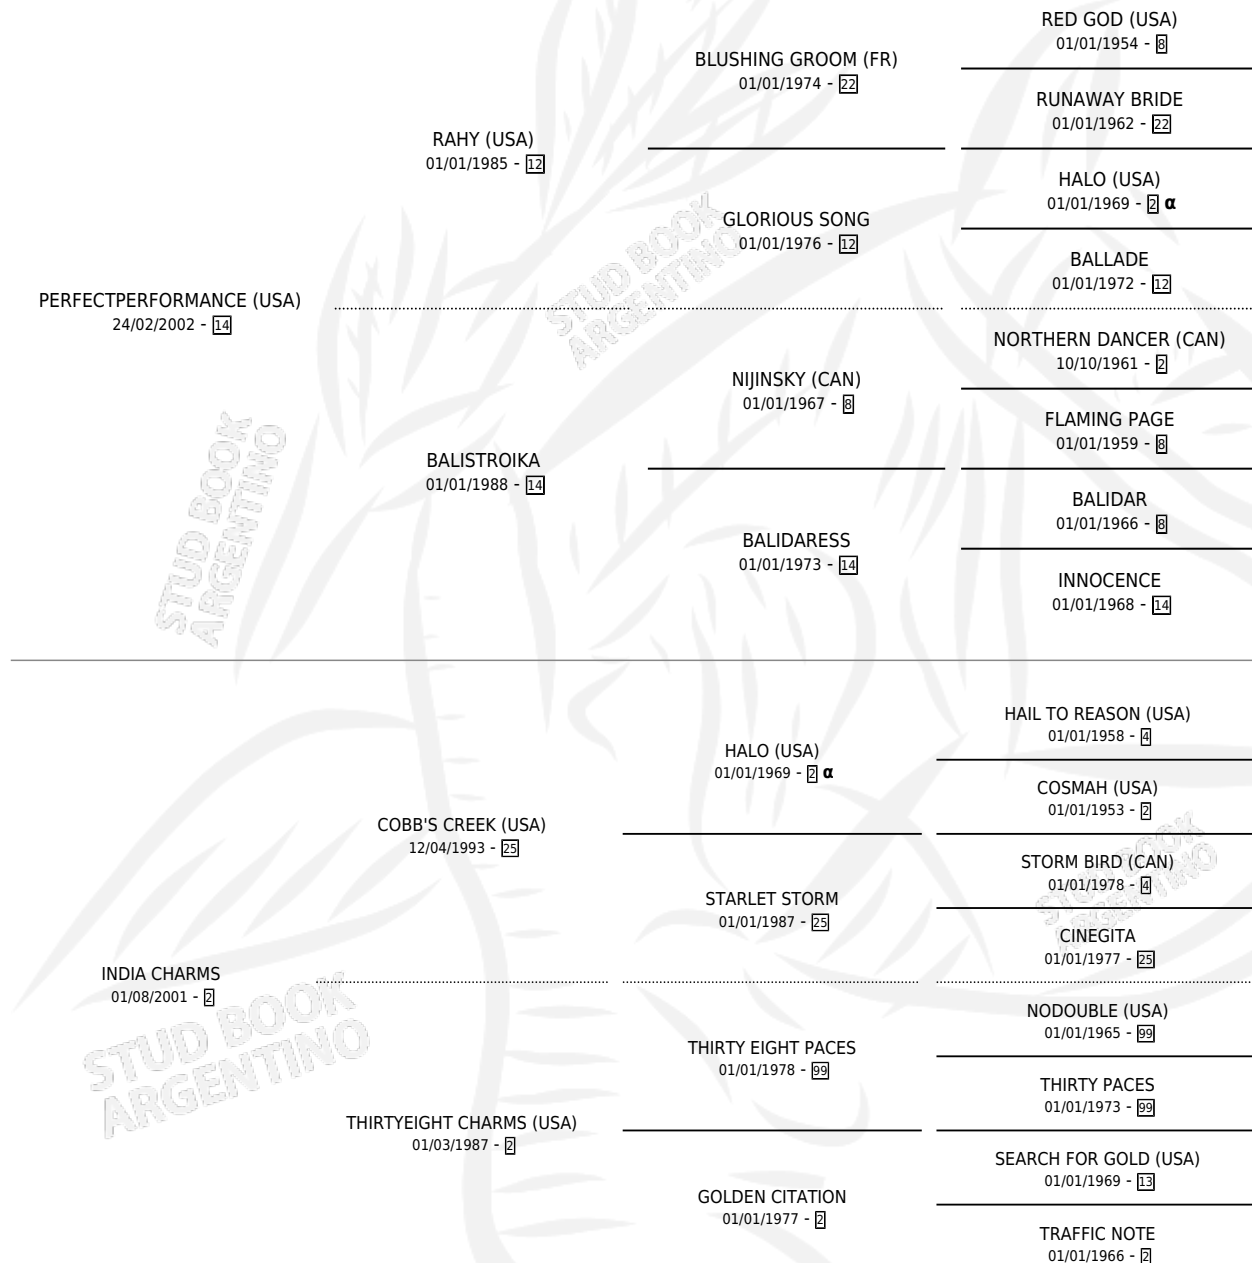 RED GOD (USA)
01/01/1954 - 8
BLUSHING GROOM (FR)
01/01/1974 - 22
RUNAWAY BRIDE
01/01/1962 - 22
RAHY (USA)
01/01/1985 - 12
HALO (USA)
01/01/1969 - 2 α
GLORIOUS SONG
01/01/1976 - 12
BALLADE
01/01/1972 - 12
PERFECTPERFORMANCE (USA)
24/02/2002 - 14
NORTHERN DANCER (CAN)
10/10/1961 - 2
NIJINSKY (CAN)
01/01/1967 - 8
FLAMING PAGE
01/01/1959 - 8
BALISTROIKA
01/01/1988 - 14
BALIDAR
01/01/1966 - 8
BALIDARESS
01/01/1973 - 14
INNOCENCE
01/01/1968 - 14
HAIL TO REASON (USA)
01/01/1958 - 4
HALO (USA)
01/01/1969 - 2 α
COSMAH (USA)
01/01/1953 - 2
COBB'S CREEK (USA)
12/04/1993 - 25
STORM BIRD (CAN)
01/01/1978 - 4
STARLET STORM
01/01/1987 - 25
CINEGITA
01/01/1977 - 25
INDIA CHARMS
01/08/2001 - 2
NODOUBLE (USA)
01/01/1965 - 99
THIRTY EIGHT PACES
01/01/1978 - 99
THIRTY PACES
01/01/1973 - 99
THIRTYEIGHT CHARMS (USA)
01/03/1987 - 2
SEARCH FOR GOLD (USA)
01/01/1969 - 13
GOLDEN CITATION
01/01/1977 - 2
TRAFFIC NOTE
01/01/1966 - 2
STUD BOOK
ARGENTINO
STUD BOOK
ARGENTINO
STUD BOOK
ARGENTINO
STUD BOOK
ARGENTINO